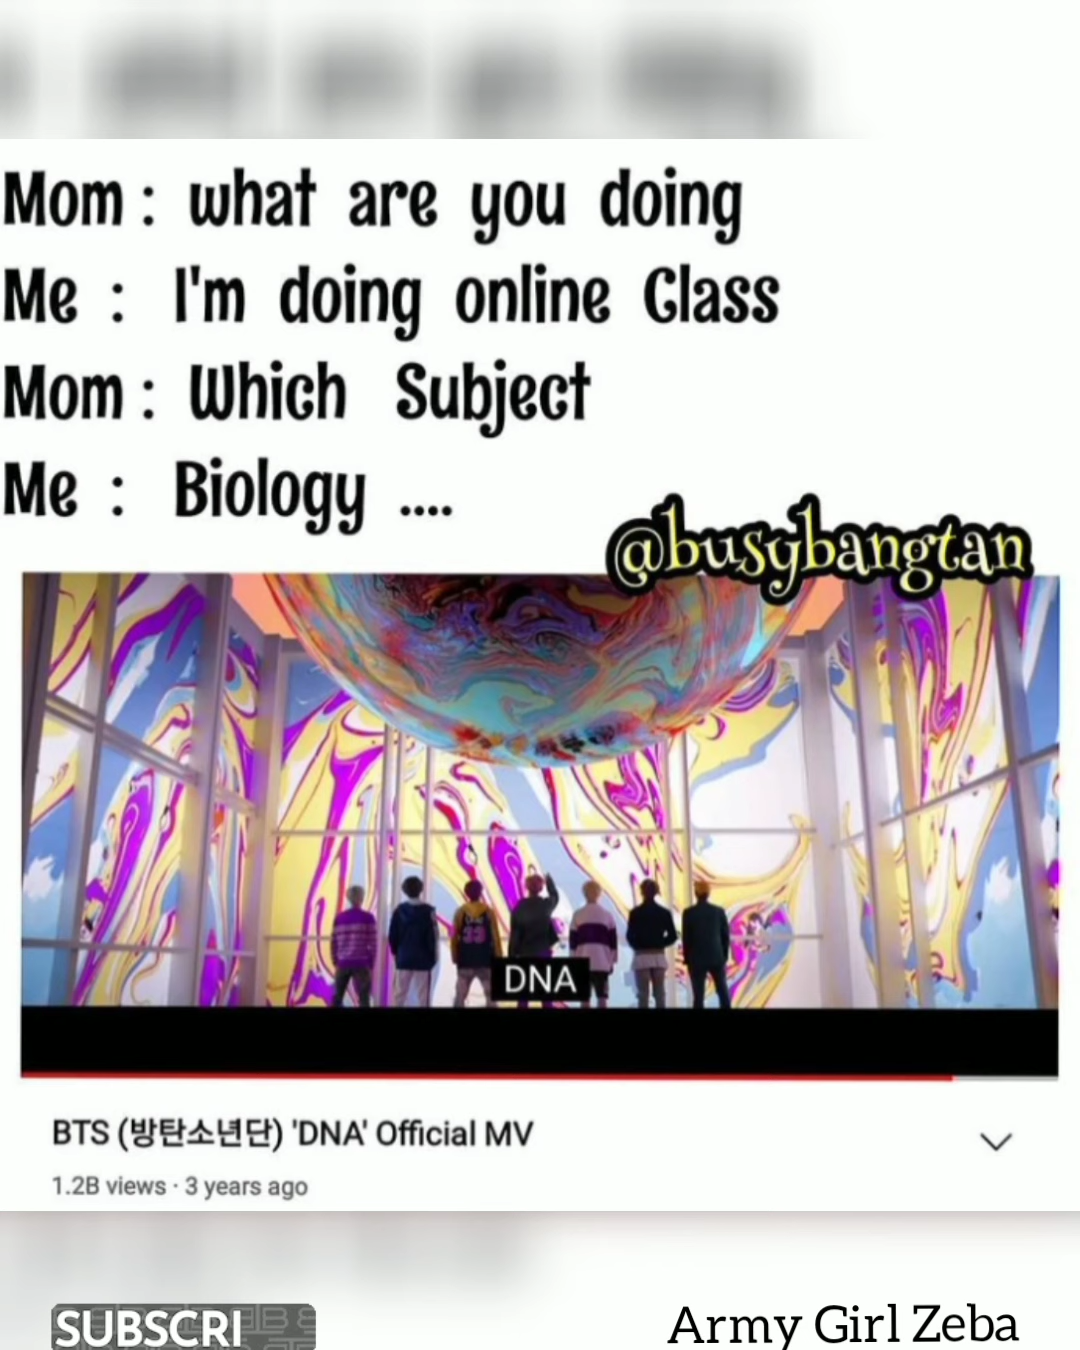 Mom : what are you doing
Me : I'm doing online Class
Mom : Which Subject
Me : Biology ....
@busybangtan
33
DNA
BTS (방탄소년단) 'DNA' Official MV
1.2B views · 3 years ago
SUBSCRI
Army Girl Zeba